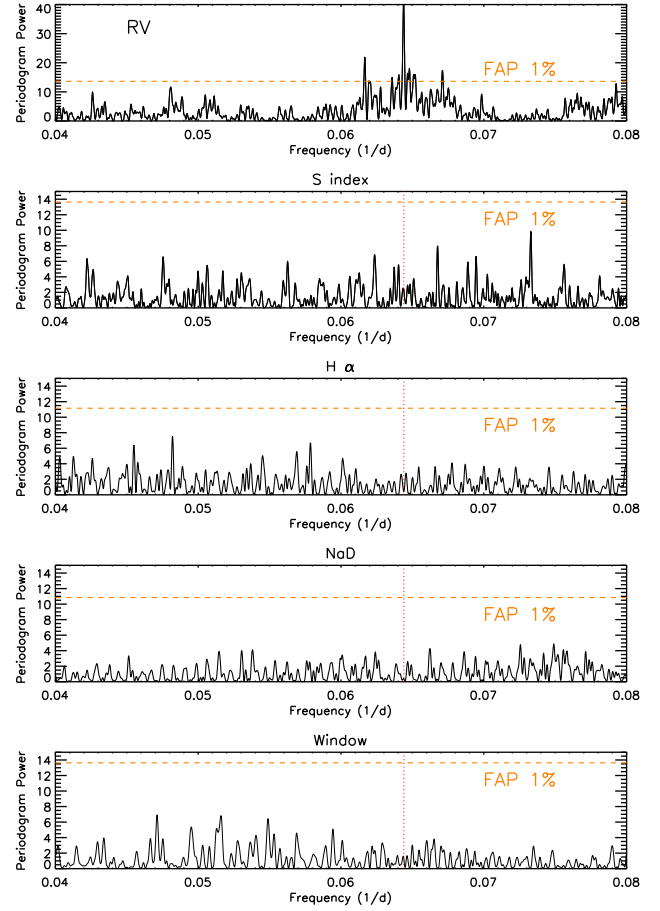 40
30
20
10
0
Periodogram Power
RV
FAP 1%
0.04 0.05 0.06 0.07 0.08
Frequency (1/d)
S index
14
12
10
8
6
4
2
0
Periodogram Power
FAP 1%
0.04 0.05 0.06 0.07 0.08
Frequency (1/d)
H α
14
12
10
8
6
4
2
0
Periodogram Power
FAP 1%
0.04 0.05 0.06 0.07 0.08
Frequency (1/d)
NaD
14
12
10
8
6
4
2
0
Periodogram Power
FAP 1%
0.04 0.05 0.06 0.07 0.08
Frequency (1/d)
Window
14
12
10
8
6
4
2
0
Periodogram Power
FAP 1%
0.04 0.05 0.06 0.07 0.08
Frequency (1/d)